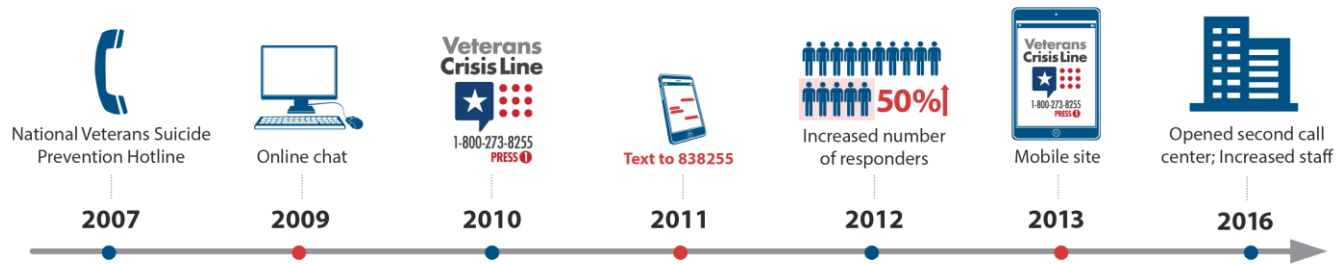 National Veterans Suicide
Prevention Hotline
2007
Online chat
2009
Veterans
Crisis Line
1-800-273-8255
PRESS 1
2010
Text to 838255
2011
50%
Increased number
of responders
2012
Veterans
Crisis Line
1-800-273-8255
PRESS 1
Mobile site
2013
Opened second call
center; Increased staff
2016